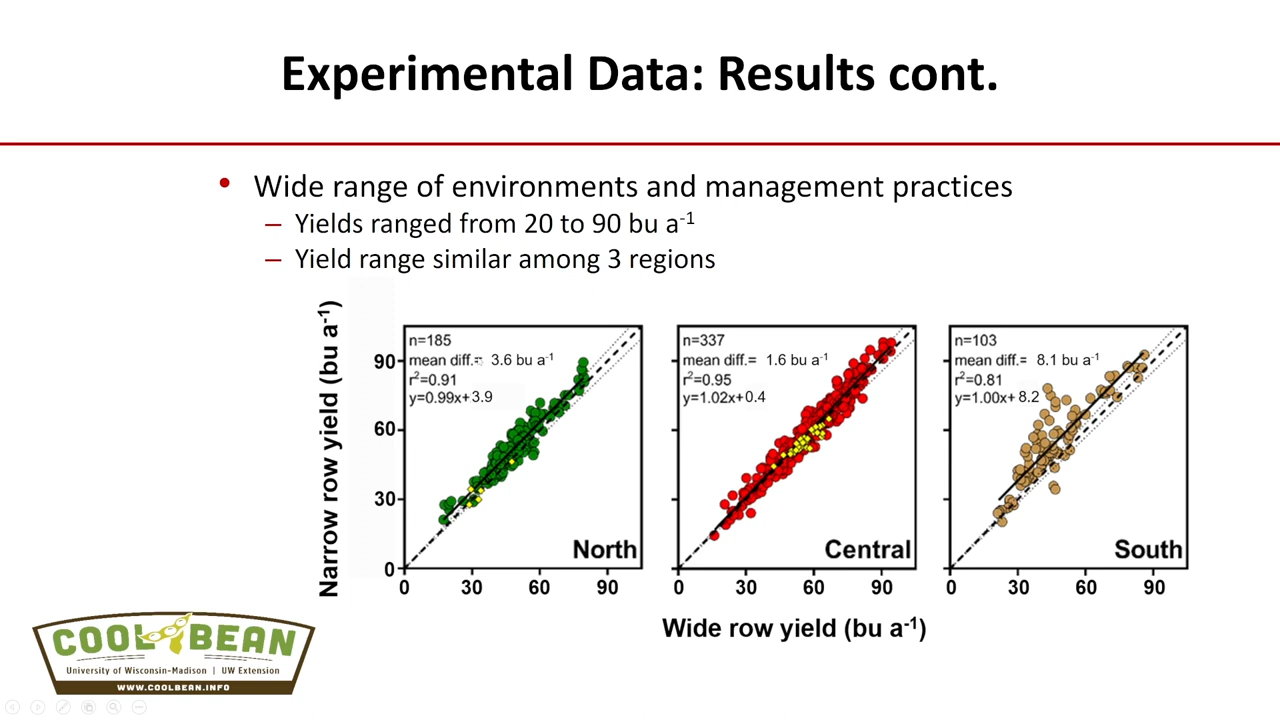 Experimental Data: Results cont.
• Wide range of environments and management practices
– Yields ranged from 20 to 90 bu a⁻¹
– Yield range similar among 3 regions
Narrow row yield (bu a⁻¹)
90
60
30
0
n=185
mean diff.= 3.6 bu a⁻¹
r²=0.91
y=0.99x+3.9
North
0 30 60 90
n=337
mean diff.= 1.6 bu a⁻¹
r²=0.95
y=1.02x+0.4
Central
0 30 60 90
n=103
mean diff.= 8.1 bu a⁻¹
r²=0.81
y=1.00x+8.2
South
0 30 60 90
Wide row yield (bu a⁻¹)
COOL BEAN
University of Wisconsin-Madison | UW Extension
WWW.COOLBEAN.INFO